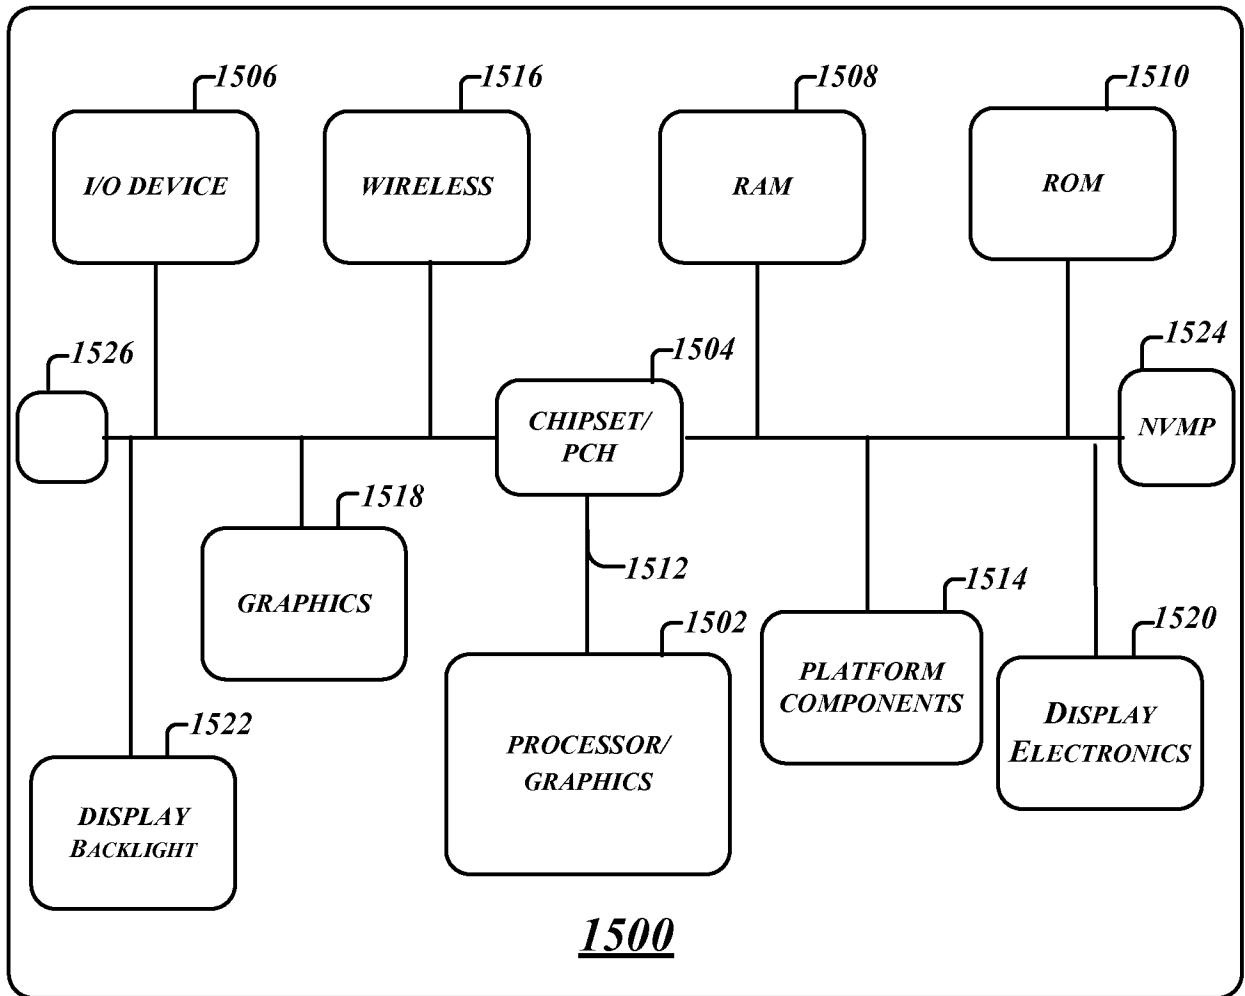 1506
1516
1508
1510
I/O DEVICE
WIRELESS
RAM
ROM
1526
1504
1524
CHIPSET/
PCH
NVMP
1518
1512
GRAPHICS
1514
1502
1520
PLATFORM
COMPONENTS
DISPLAY
ELECTRONICS
1522
PROCESSOR/
GRAPHICS
DISPLAY
BACKLIGHT
1500